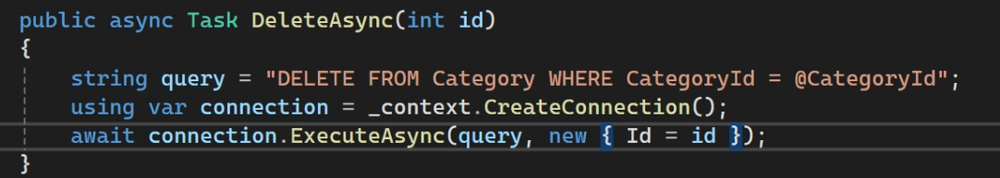 public async Task DeleteAsync(int id)
{
string query = "DELETE FROM Category WHERE CategoryId = @CategoryId";
using var connection = _context.CreateConnection();
await connection.ExecuteAsync(query, new { Id = id });
}